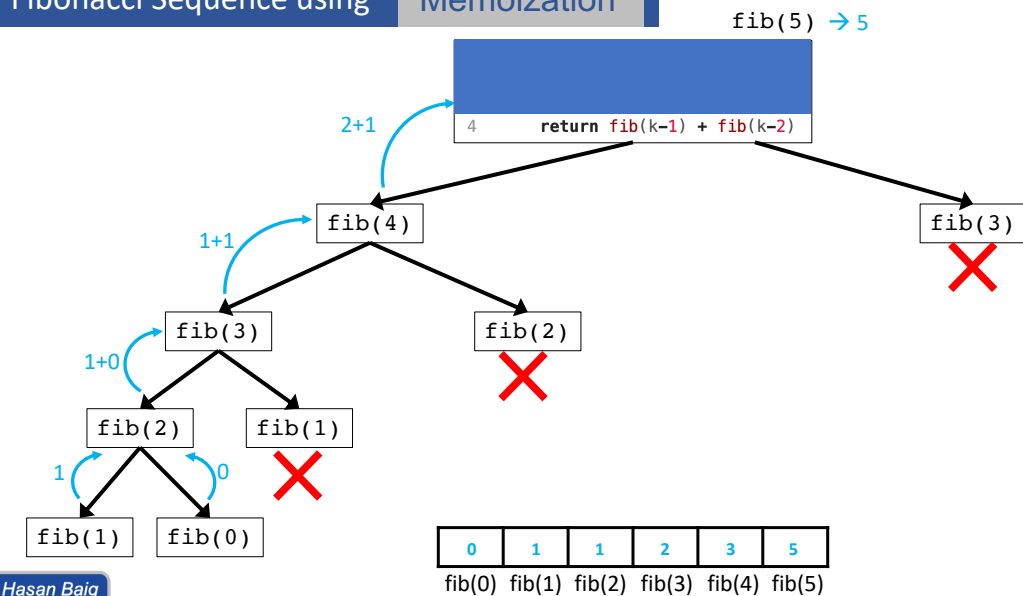 Fibonacci Sequence using Memoization
fib(5) → 5
4 return fib(k-1) + fib(k-2)
2+1
fib(4)
fib(3)
1+1
fib(3)
fib(2)
1+0
fib(2)
fib(1)
1
0
fib(1)
fib(0)
0 1 1 2 3 5
fib(0) fib(1) fib(2) fib(3) fib(4) fib(5)
Hasan Baig